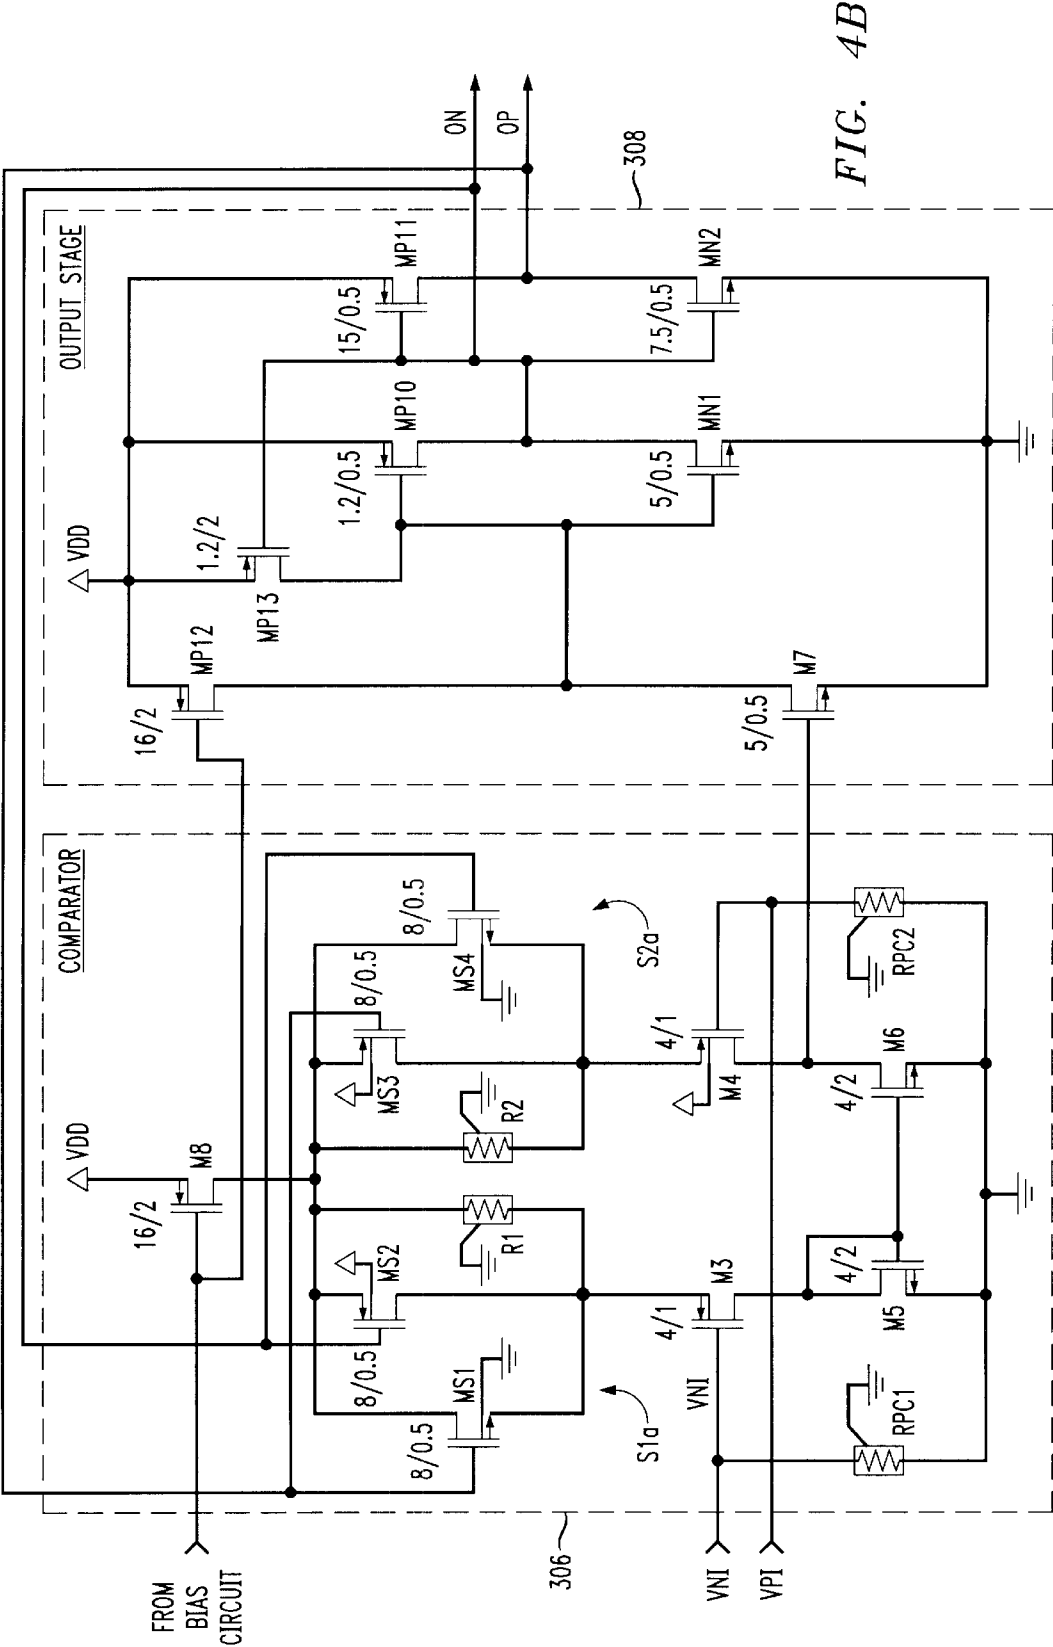 FROM
BIAS
CIRCUIT
VNI
VPI
306
COMPARATOR
VDD
16/2
M8
8/0.5
MS1
S1a
8/0.5
MS2
R1
R2
MS3
8/0.5
MS4
8/0.5
S2a
VNI
4/1
M3
4/1
M4
RPC1
M5
4/2
4/2
M6
RPC2
OUTPUT STAGE
VDD
16/2
MP12
MP13
1.2/2
1.2/0.5
MP10
15/0.5
MP11
5/0.5
M7
5/0.5
MN1
7.5/0.5
MN2
308
ON
OP
FIG. 4B